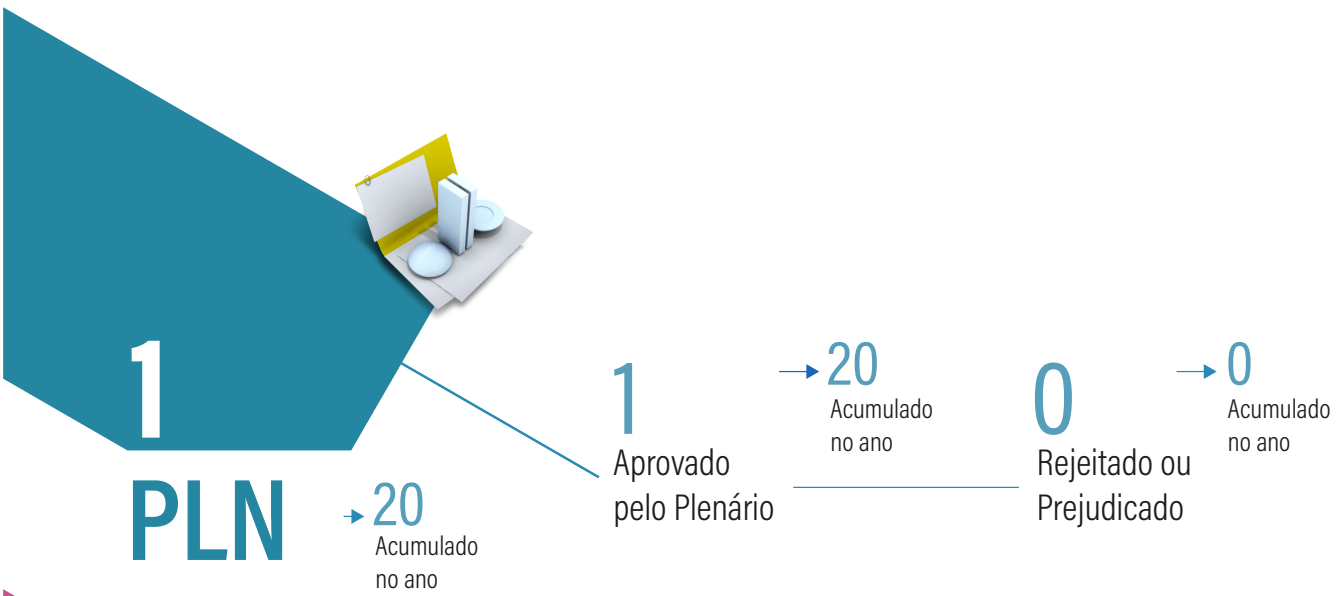 1
PLN
20
Acumulado
no ano
1
Aprovado
pelo Plenário
20
Acumulado
no ano
0
Rejeitado ou
Prejudicado
0
Acumulado
no ano